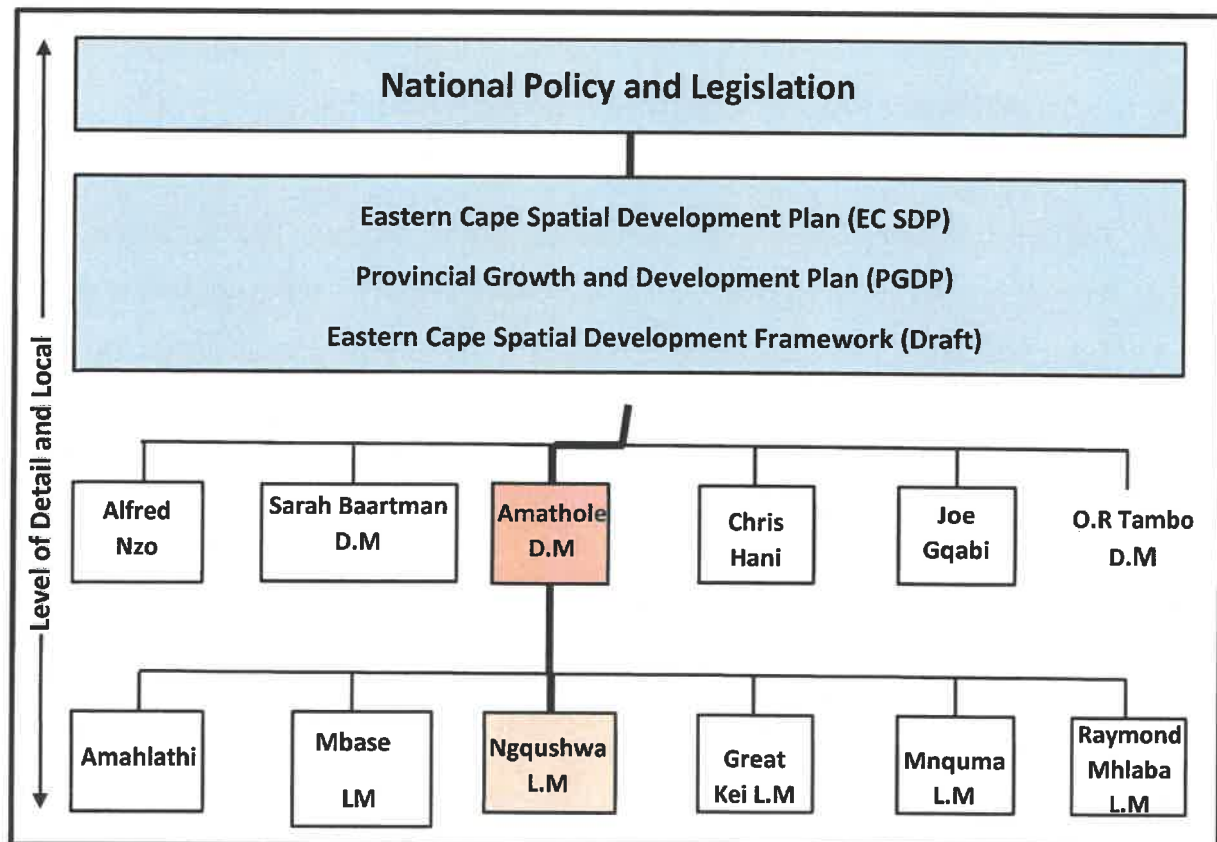 National Policy and Legislation
Eastern Cape Spatial Development Plan (EC SDP)
Provincial Growth and Development Plan (PGDP)
Eastern Cape Spatial Development Framework (Draft)
Level of Detail and Local
Alfred
Nzo
Sarah Baartman
D.M
Amathole
D.M
Chris
Hani
Joe
Gqabi
O.R Tambo
D.M
Amahlathi
Mbase
LM
Ngqushwa
L.M
Great
Kei L.M
Mnquma
L.M
Raymond
Mhlaba
L.M